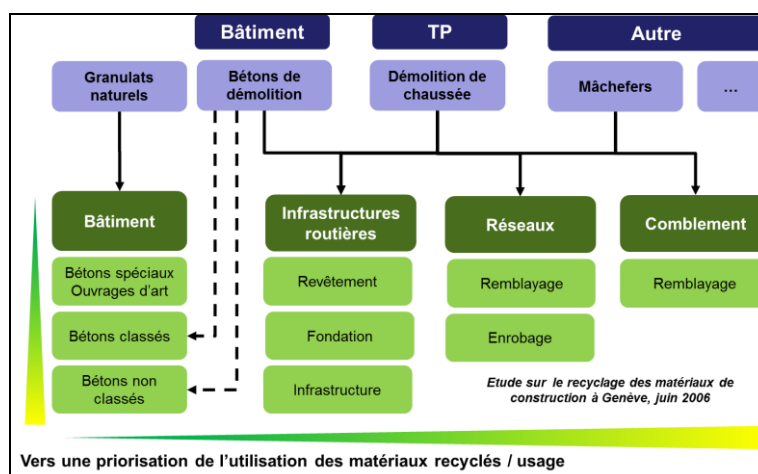 Bâtiment
TP
Autre
Granulats
naturels
Bétons de
démolition
Démolition de
chaussée
Mâchefers
...
Bâtiment
Infrastructures
routières
Réseaux
Comblement
Bétons spéciaux
Ouvrages d'art
Revêtement
Remblayage
Remblayage
Bétons classés
Fondation
Enrobage
Bétons non
classés
Infrastructure
Etude sur le recyclage des matériaux de
construction à Genève, juin 2006
Vers une priorisation de l'utilisation des matériaux recyclés / usage